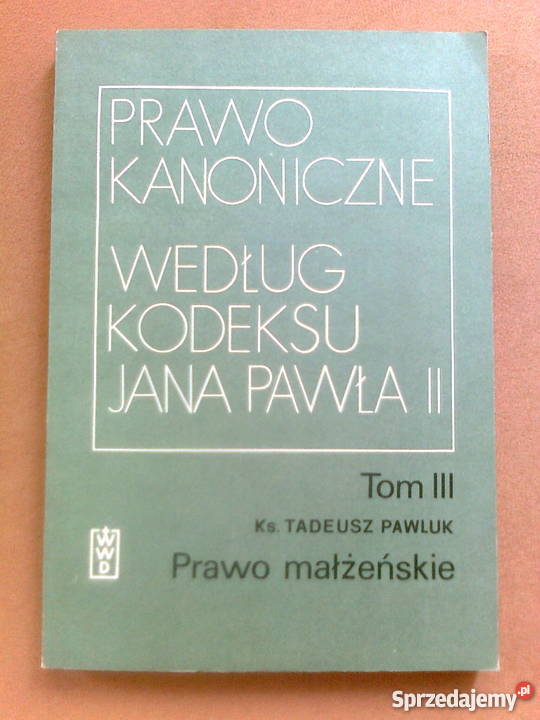 PRAWO
KANONICZNE
WEDŁUG
KODEKSU
JANA PAWŁA II
Tom III
Ks. TADEUSZ PAWLUK
Prawo małżeńskie
WWD
Sprzedajemy.pl